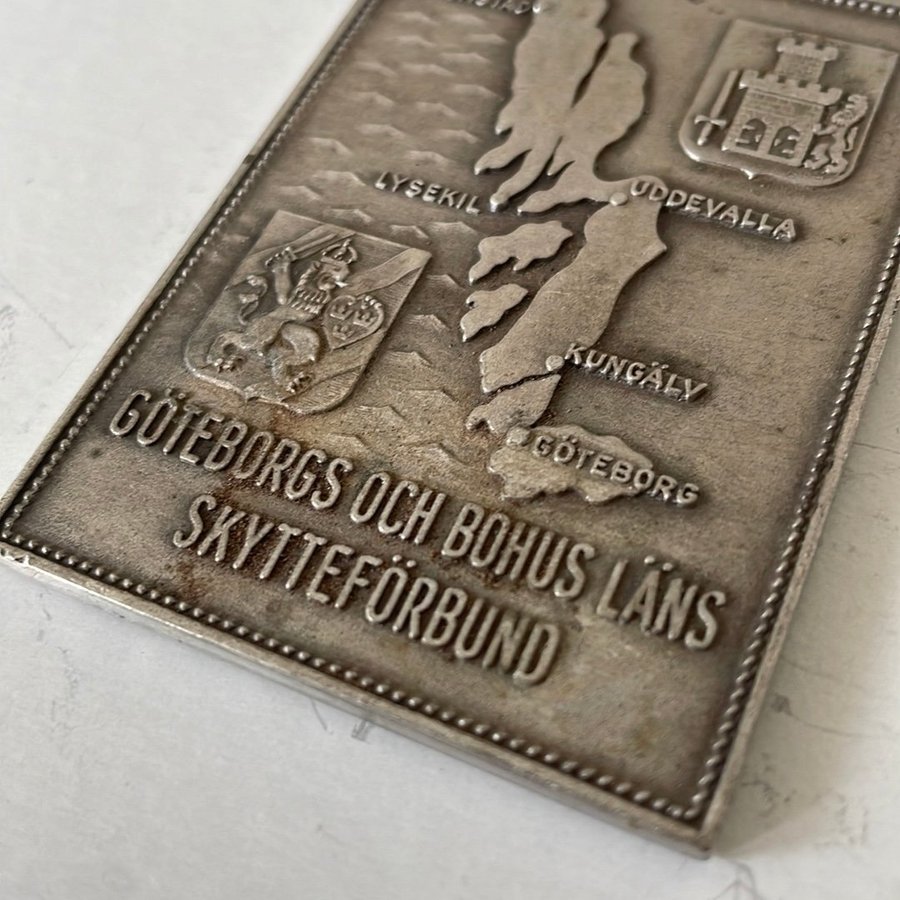 LYSEKIL
UDDEVALLA
KUNGÄLV
GÖTEBORG
GÖTEBORGS OCH BOHUS LÄNS
SKYTTEFÖRBUND